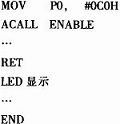 MOV P0, #0C0H
ACALL ENABLE
…
RET
LED 显示
…
END